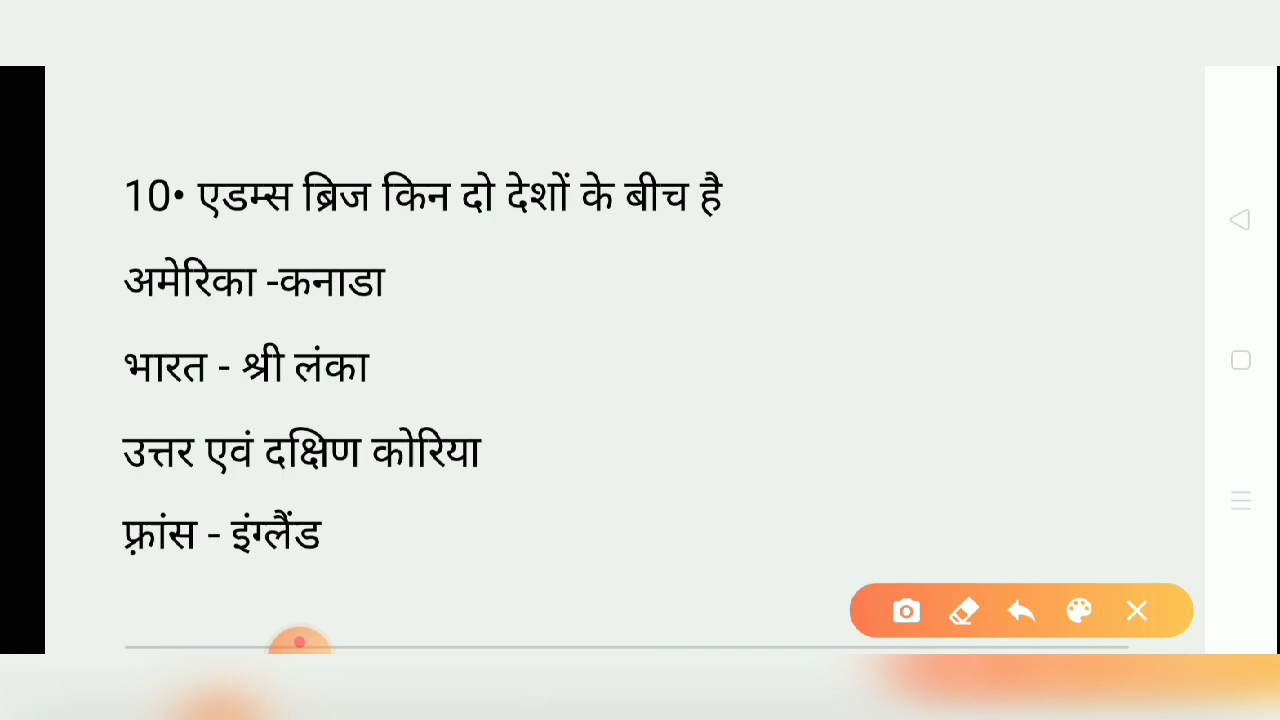 10• एडम्स ब्रिज किन दो देशों के बीच है
अमेरिका -कनाडा
भारत - श्री लंका
उत्तर एवं दक्षिण कोरिया
फ़्रांस - इंग्लैंड